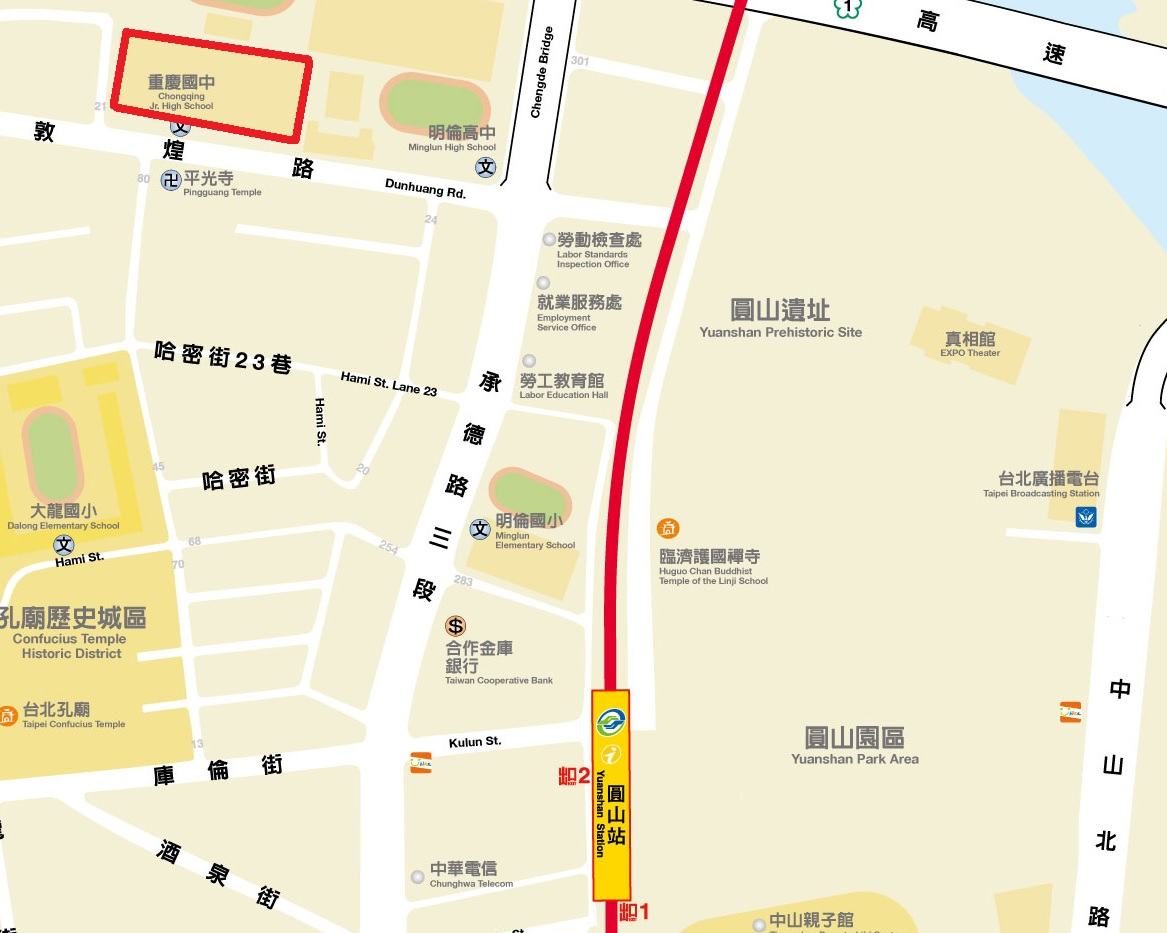 1
高
速
Chengde Bridge
301
重慶國中
Chongqing
Jr. High School
21
文
敦
煌
路
Dunhuang Rd.
明倫高中
Minglun High School
文
80
卍
平光寺
Pingguang Temple
24
勞動檢查處
Labor Standards
Inspection Office
就業服務處
Employment
Service Office
圓山遺址
Yuanshan Prehistoric Site
真相館
EXPO Theater
哈密街23巷
Hami St. Lane 23
勞工教育館
Labor Education Hall
承
德
路
三
段
Hami St.
45
哈密街
20
台北廣播電台
Taipei Broadcasting Station
大龍國小
Dalong Elementary School
文
Hami St.
68
70
254
文
明倫國小
Minglun
Elementary School
283
臨濟護國禪寺
Huguo Chan Buddhist
Temple of the Linji School
孔廟歷史城區
Confucius Temple
Historic District
$
合作金庫
銀行
Taiwan Cooperative Bank
台北孔廟
Taipei Confucius Temple
13
庫倫街
Kulun St.
中
山
北
路
圓山園區
Yuanshan Park Area
i
圓山站
Yuanshan Station
出口2
酒泉街
中華電信
Chunghwa Telecom
出口1
中山親子館
St.